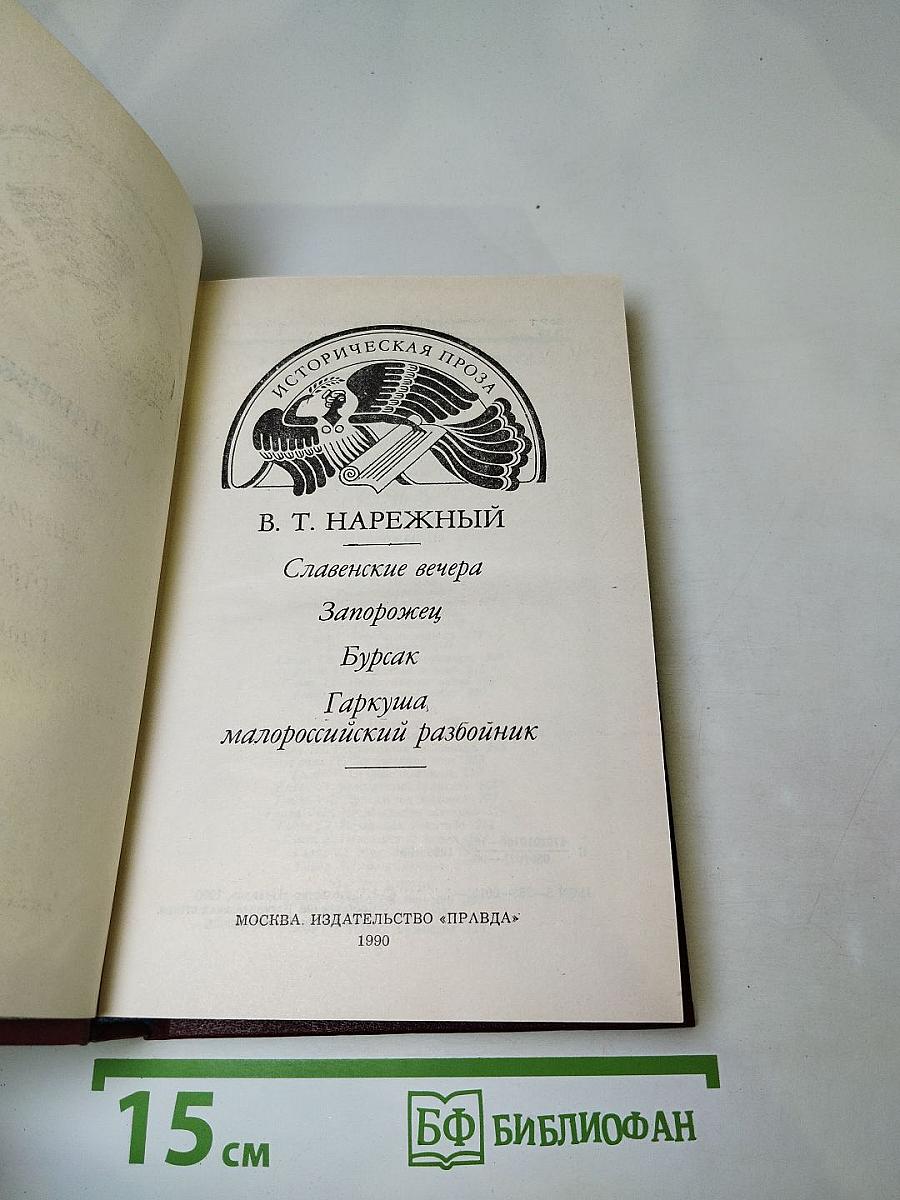 ИСТОРИЧЕСКАЯ ПРОЗА
В. Т. НАРЕЖНЫЙ
Славенские вечера
Запорожец
Бурсак
Гаркуша,
малороссийский разбойник
МОСКВА. ИЗДАТЕЛЬСТВО «ПРАВДА»
1990
15 см
БФ БИБЛИОФАН